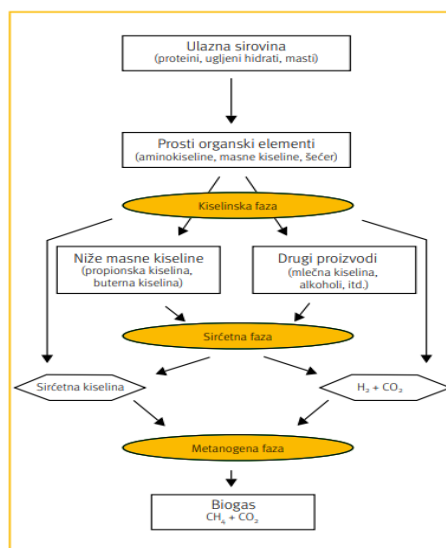 Ulazna sirovina
(proteini, ugljeni hidrati, masti)
Prosti organski elementi
(aminokiseline, masne kiseline, šećer)
Kiselinska faza
Niže masne kiseline
(propionska kiselina,
buterna kiselina)
Drugi proizvodi
(mlečna kiselina,
alkoholi, itd.)
Sirćetna faza
Sirćetna kiselina
H₂ + CO₂
Metanogena faza
Biogas
CH₄ + CO₂